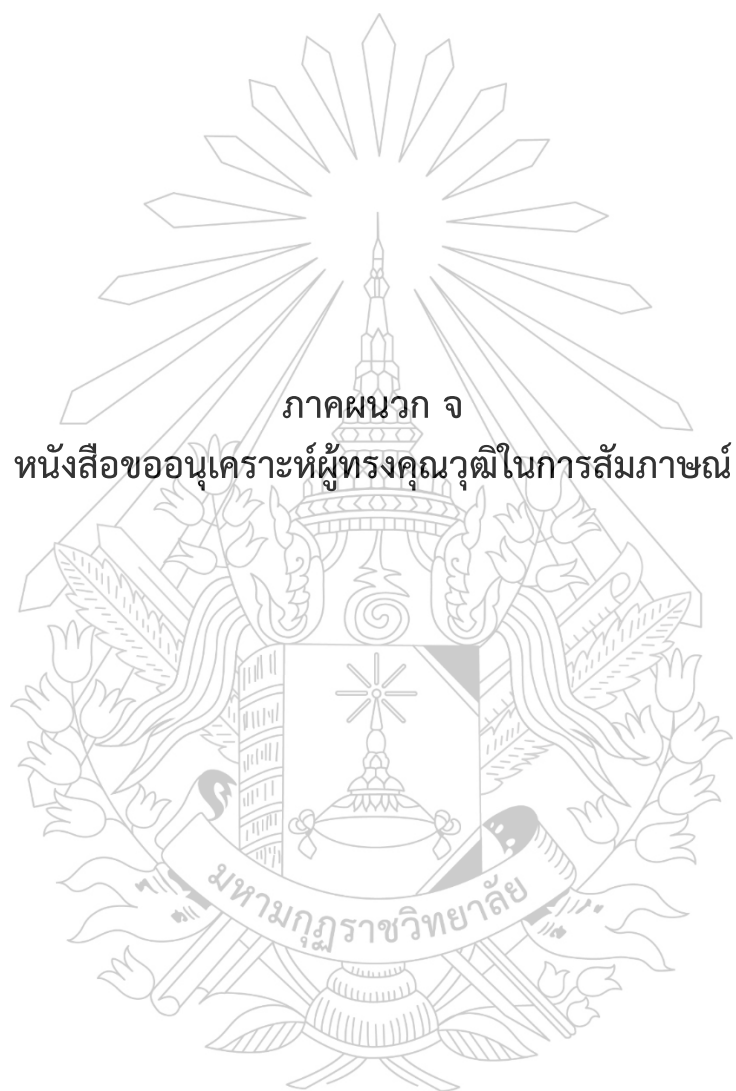 ภาคผนวก จ
หนังสือขออนุเคราะห์ผู้ทรงคุณวุฒิในการสัมภาษณ์
มหามกุฏราชวิทยาลัย